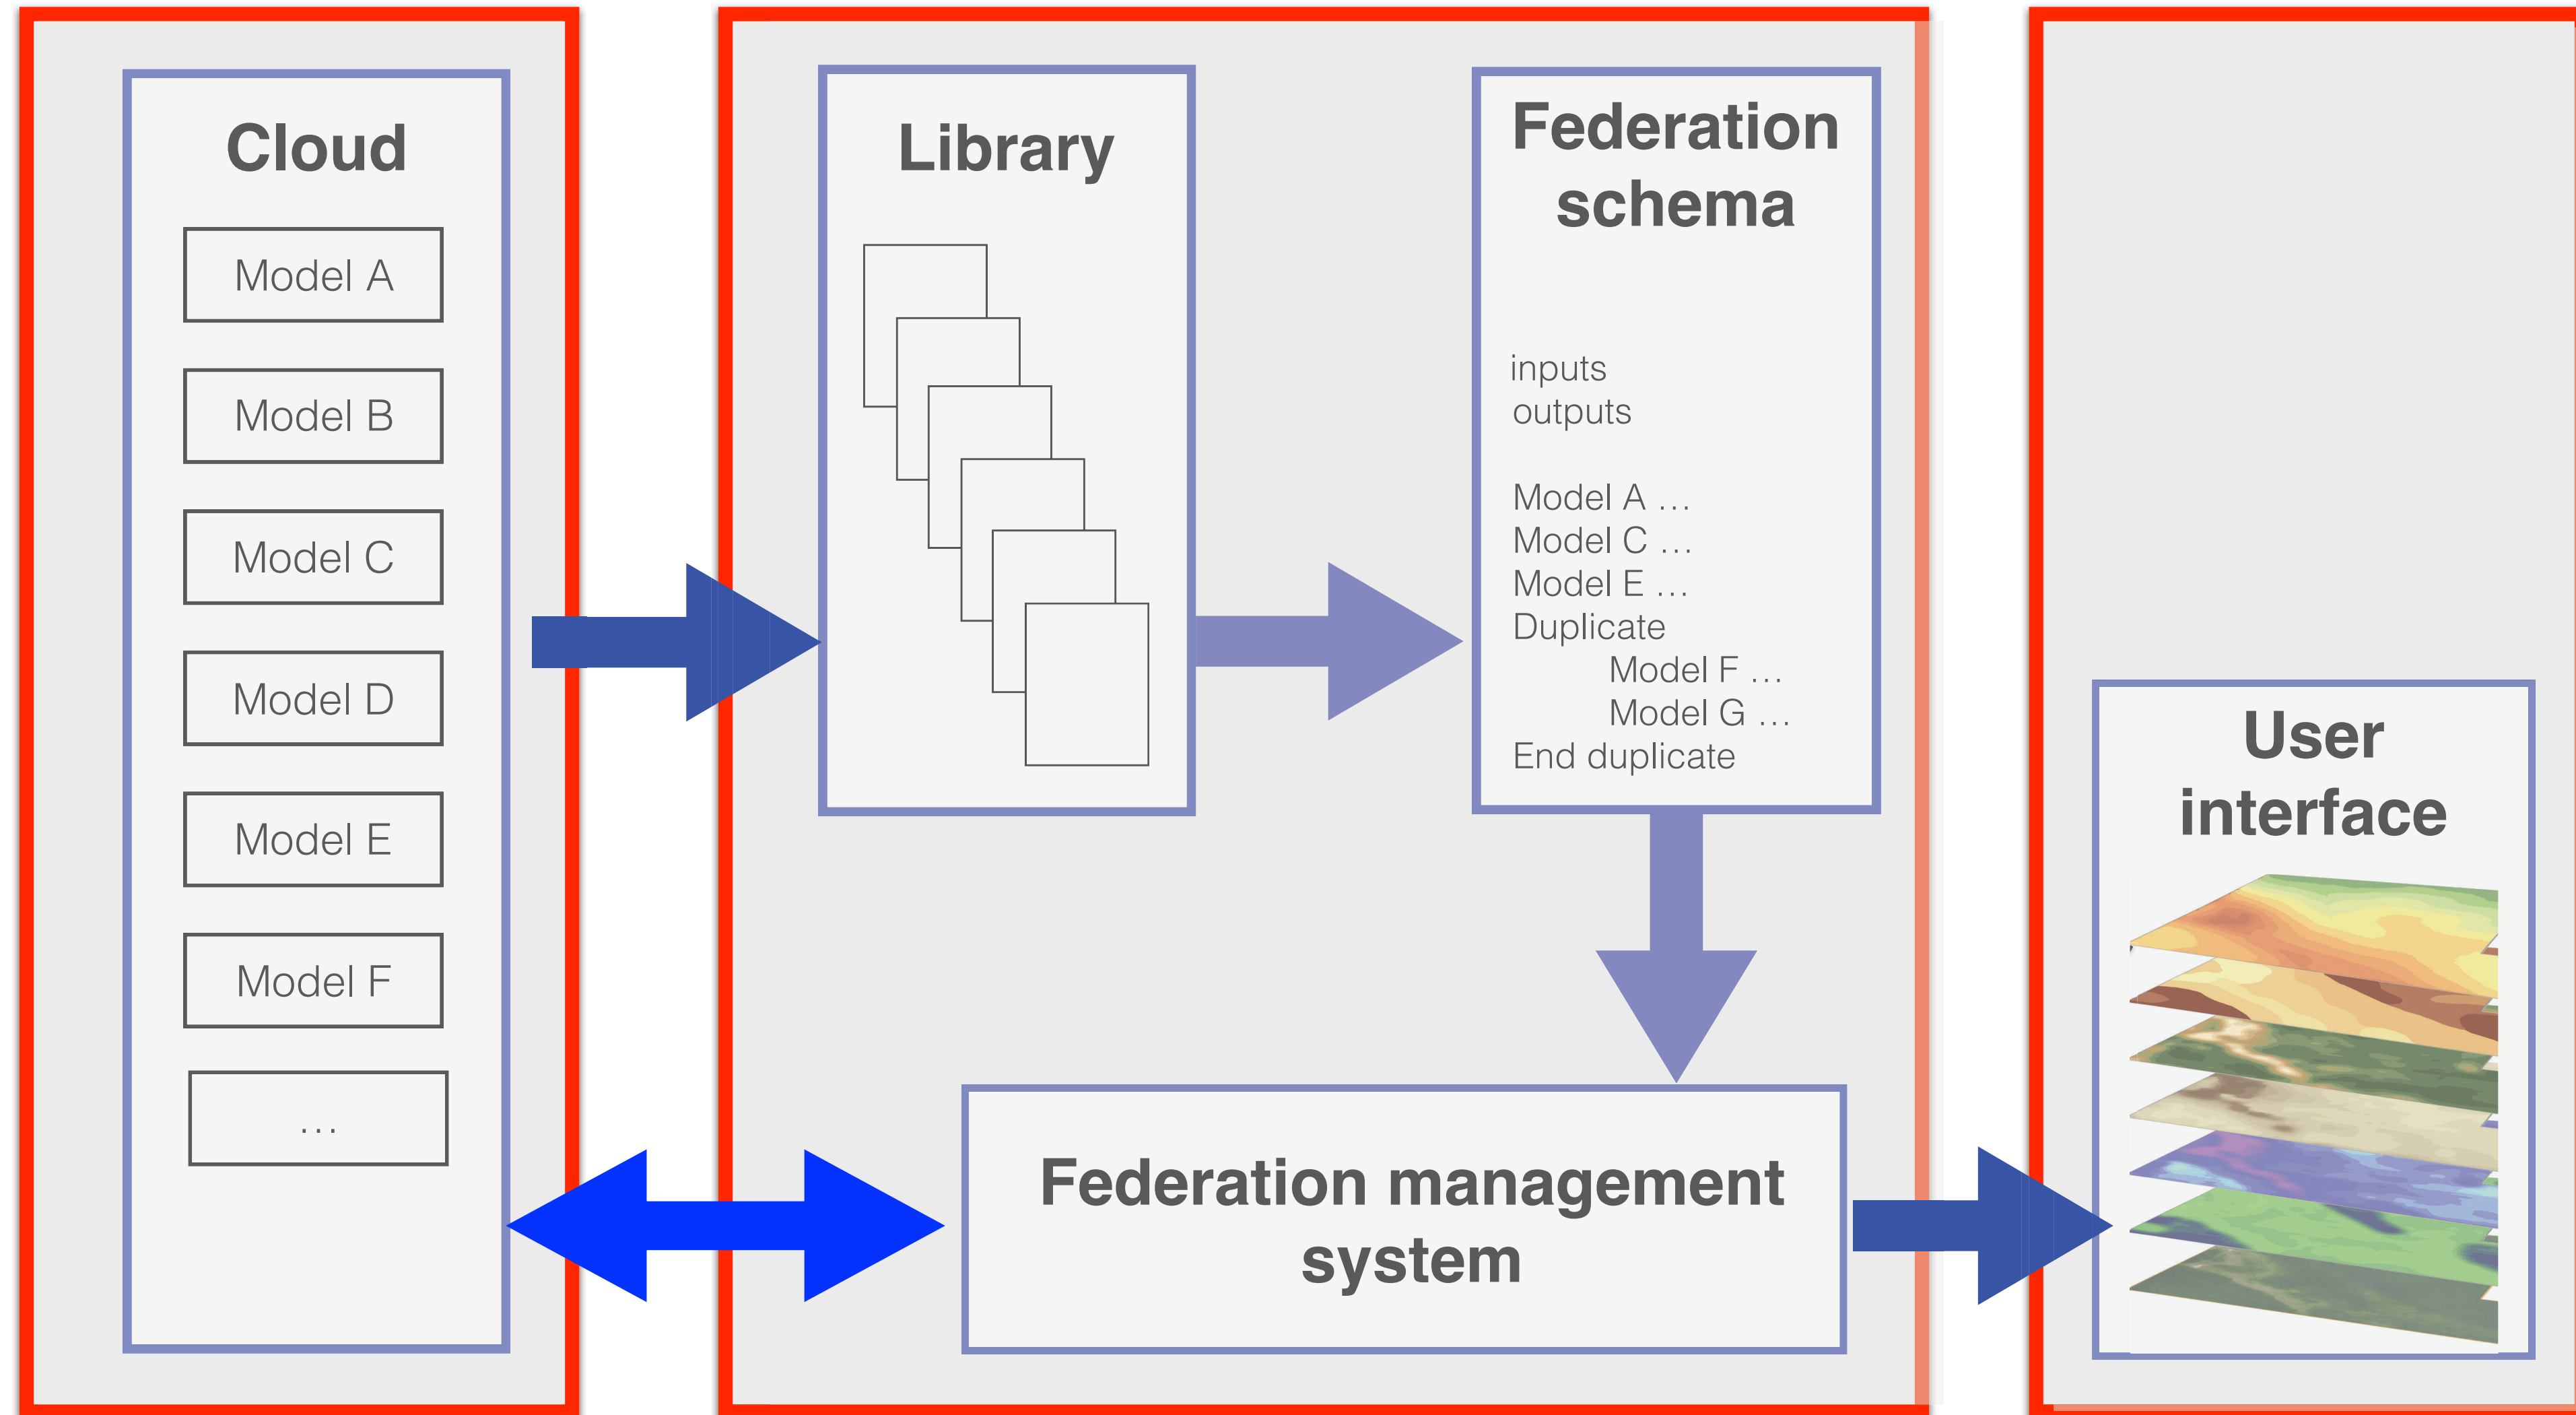 Cloud
Model A
Model B
Model C
Model D
Model E
Model F
...
Library
Federation
schema
inputs
outputs
Model A ...
Model C ...
Model E ...
Duplicate
Model F ...
Model G ...
End duplicate
Federation management
system
User
interface